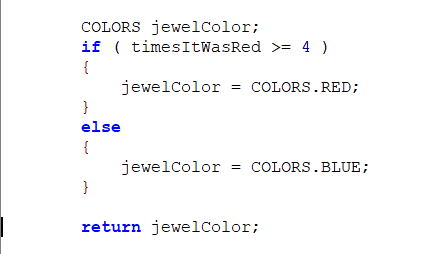 COLORS jewelColor;
if ( timesItWasRed >= 4 )
{
jewelColor = COLORS.RED;
}
else
{
jewelColor = COLORS.BLUE;
}
return jewelColor;